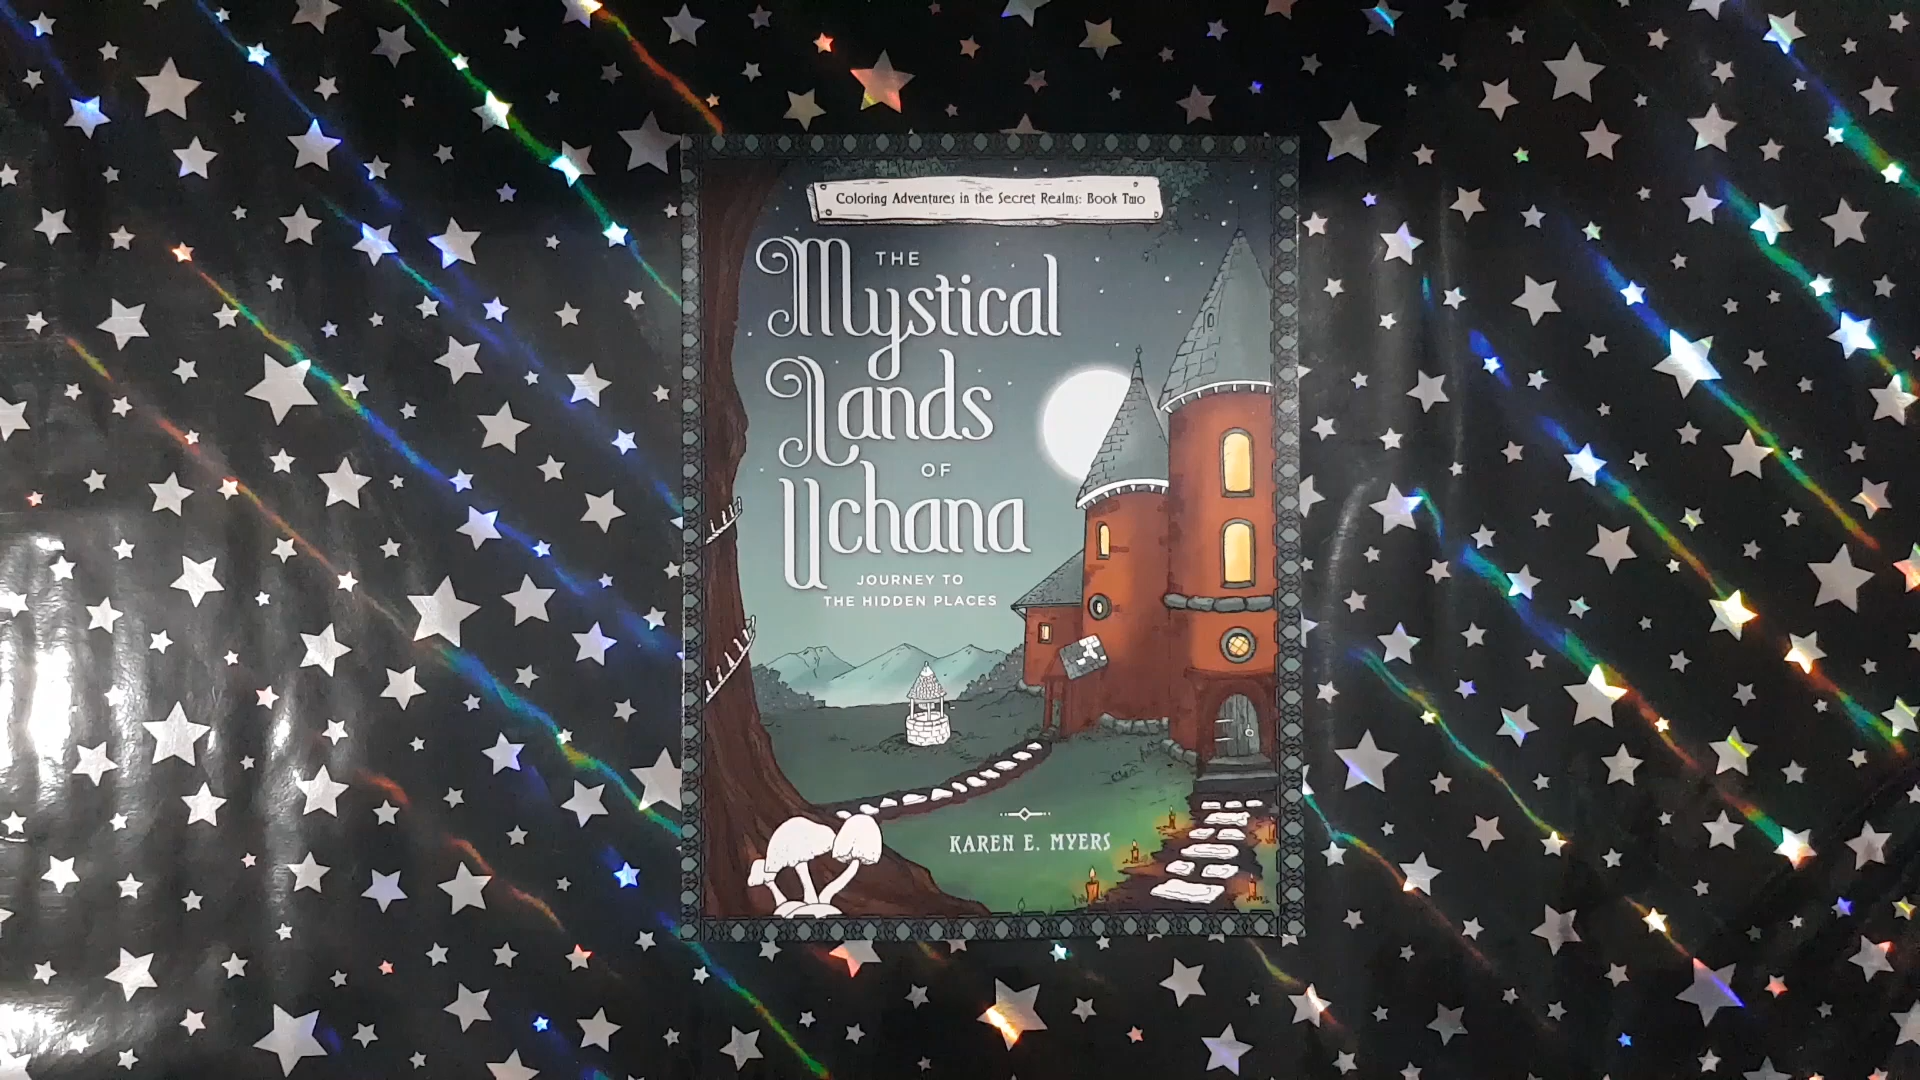 Coloring Adventures in the Secret Realms: Book Two
THE
Mystical
Lands
OF
Uchana
JOURNEY TO
THE HIDDEN PLACES
KAREN E. MYERS